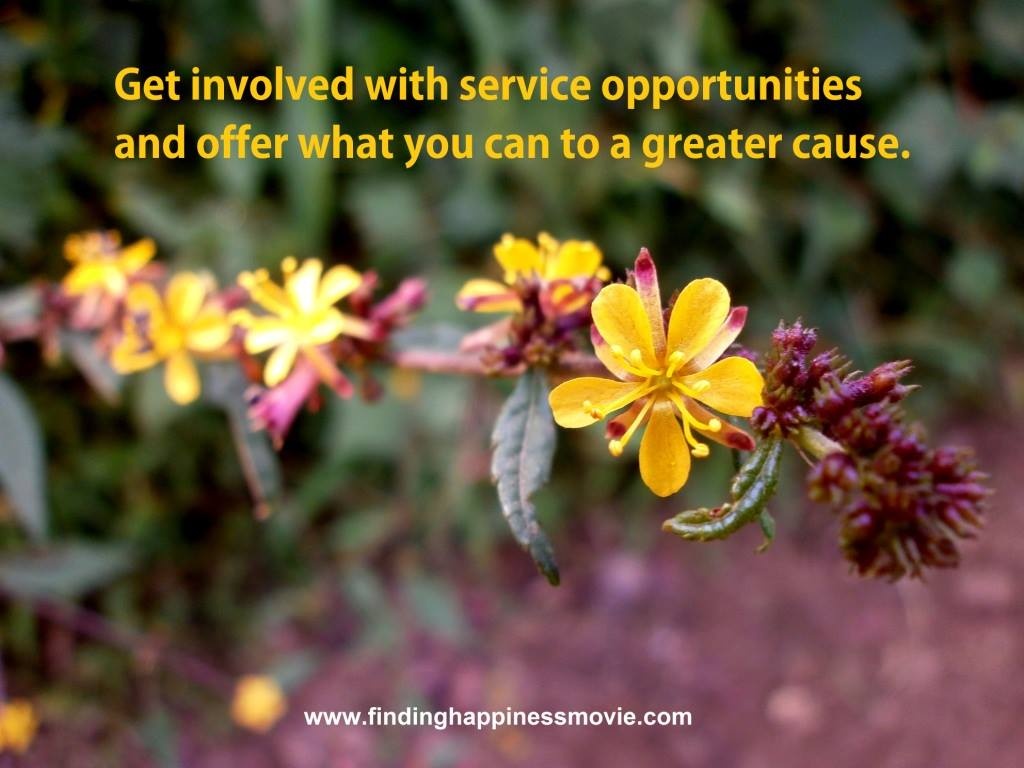 Get involved with service opportunities
and offer what you can to a greater cause.
www.findinghappinessmovie.com